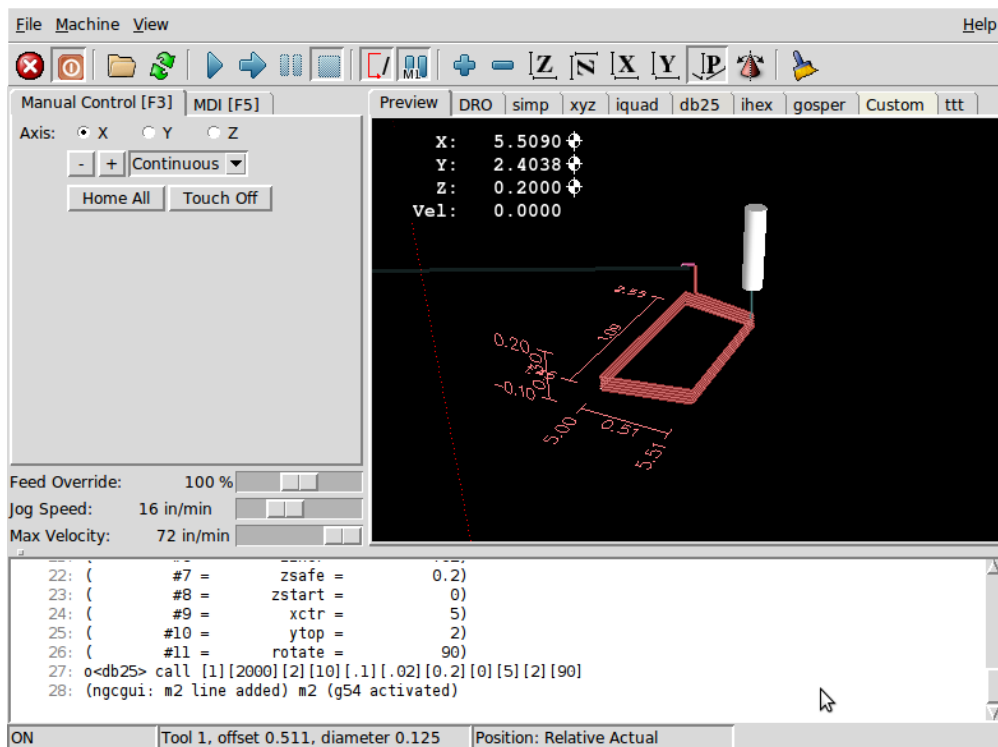 File Machine View Help
Z N X Y P
M1
Manual Control [F3] MDI [F5]
Preview DRO simp xyz iquad db25 ihex gosper Custom ttt
Axis: X Y Z
- + Continuous
Home All Touch Off
X: 5.5090
Y: 2.4038
Z: 0.2000
Vel: 0.0000
2.55
0.20
-0.10
5.00
0.51
5.51
Feed Override: 100 %
Jog Speed: 16 in/min
Max Velocity: 72 in/min
22: ( #7 = zsafe = 0.2)
23: ( #8 = zstart = 0)
24: ( #9 = xctr = 5)
25: ( #10 = ytop = 2)
26: ( #11 = rotate = 90)
27: o<db25> call [1][2000][2][10][.1][.02][0.2][0][5][2][90]
28: (ngcgui: m2 line added) m2 (g54 activated)
ON Tool 1, offset 0.511, diameter 0.125 Position: Relative Actual